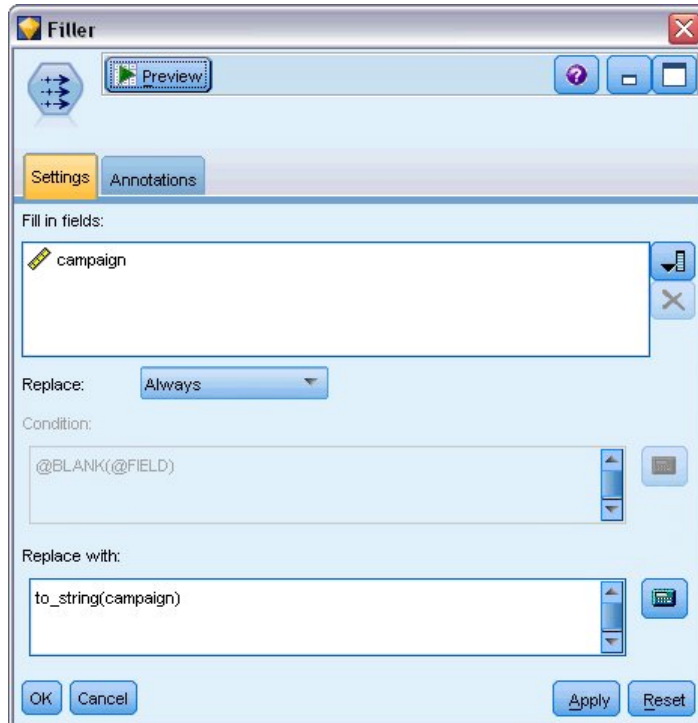 Filler
Preview
Settings Annotations
Fill in fields:
campaign
Replace: Always
Condition:
@BLANK(@FIELD)
Replace with:
to_string(campaign)
OK Cancel Apply Reset